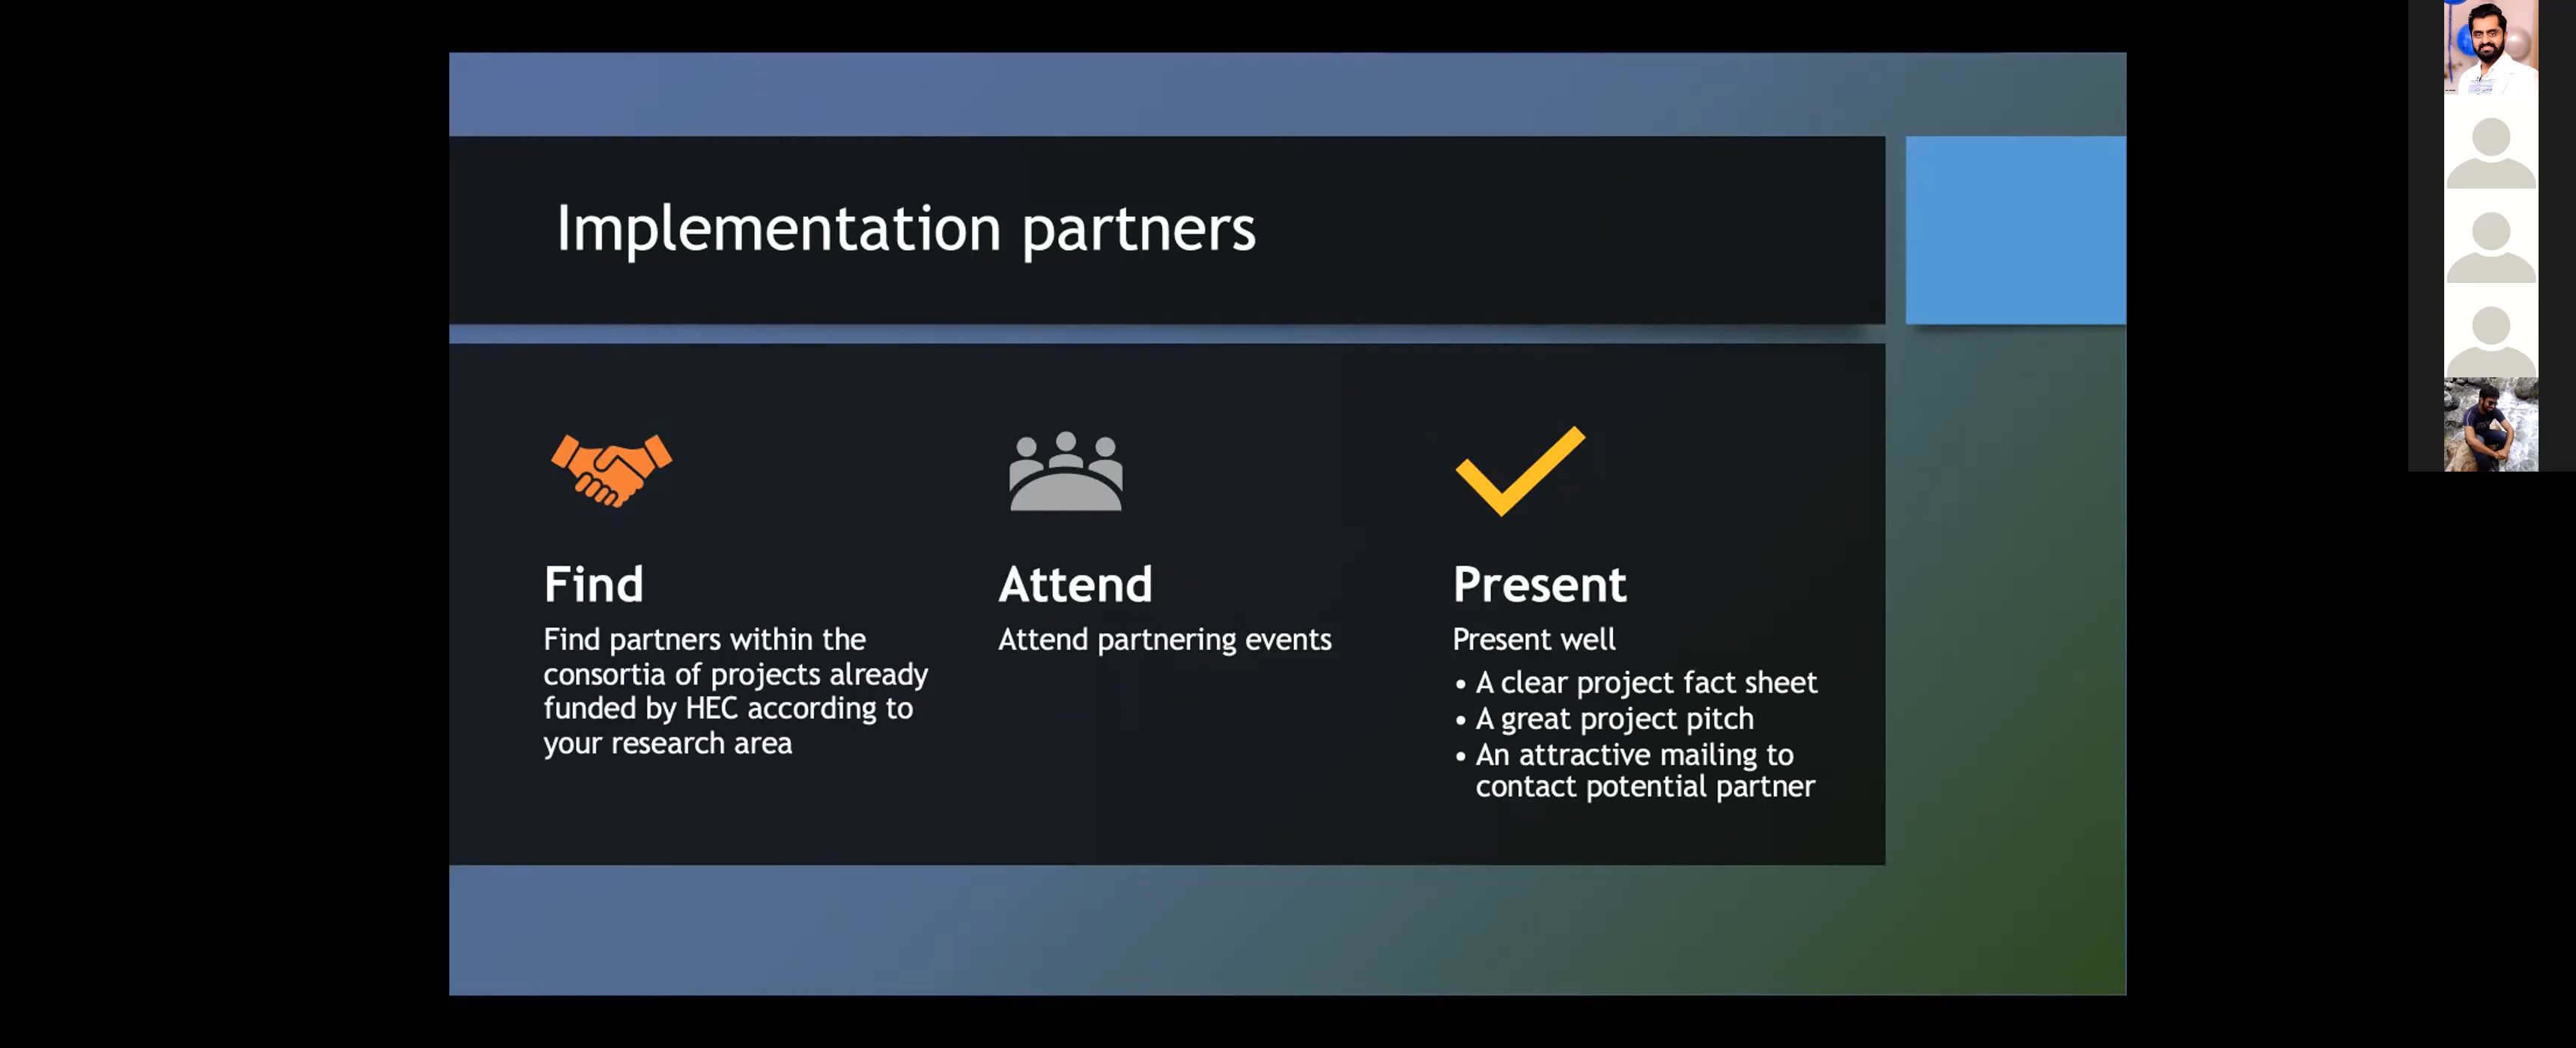 Implementation partners
Find
Find partners within the
consortia of projects already
funded by HEC according to
your research area
Attend
Attend partnering events
Present
Present well
• A clear project fact sheet
• A great project pitch
• An attractive mailing to
contact potential partner